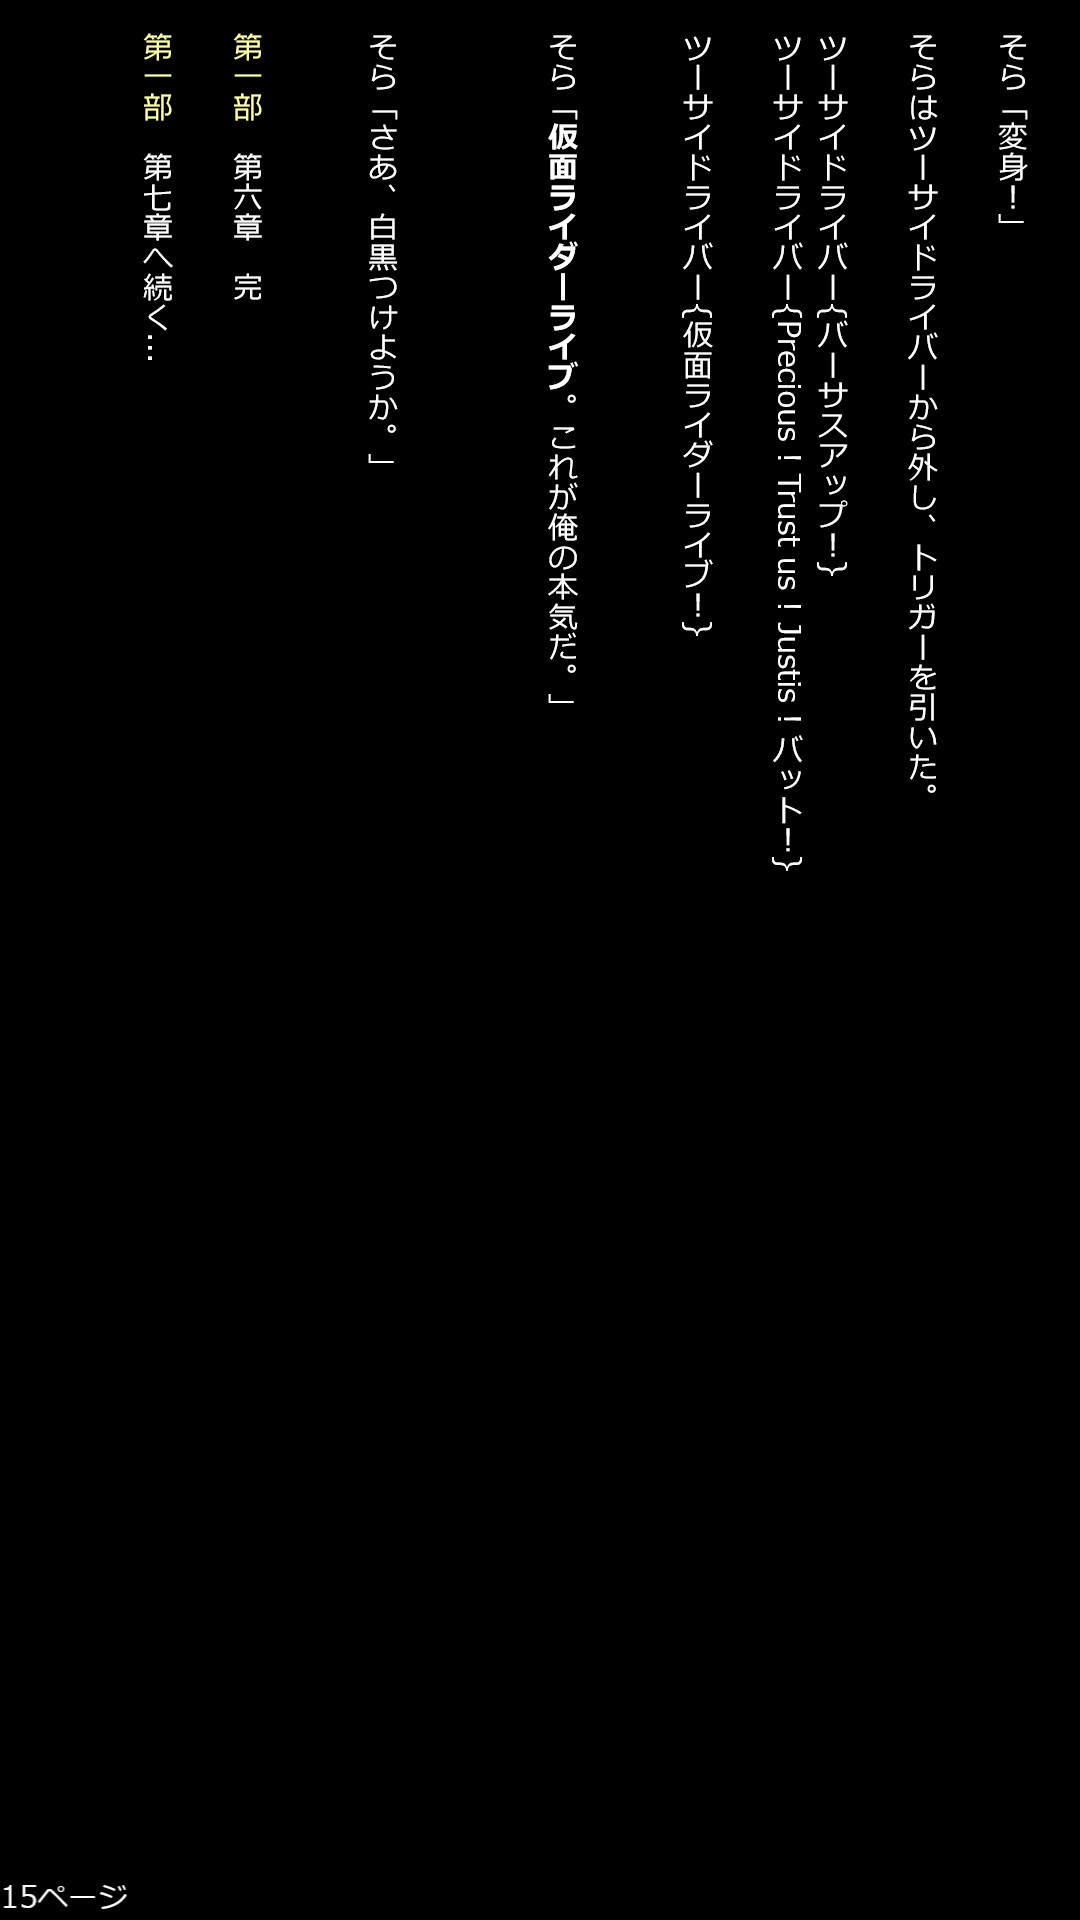 そら「変身！」
そらはツーサイドライバーから外し、トリガーを引いた。
ツーサイドライバー{バーサスアップ！}
ツーサイドライバー{Precious！Trust us！Justis！バット！}
ツーサイドライバー{仮面ライダーライブ！}
そら「仮面ライダーライブ。これが俺の本気だ。」
そら「さあ、白黒つけようか。」
第一部　第六章　完
第一部　第七章へ続く…
15ページ